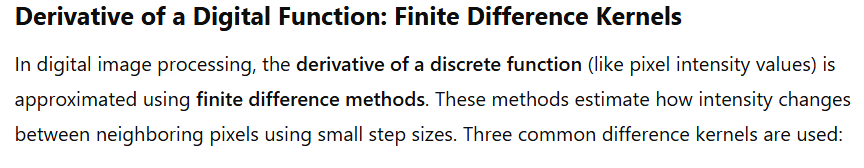 Derivative of a Digital Function: Finite Difference Kernels
In digital image processing, the derivative of a discrete function (like pixel intensity values) is
approximated using finite difference methods. These methods estimate how intensity changes
between neighboring pixels using small step sizes. Three common difference kernels are used: